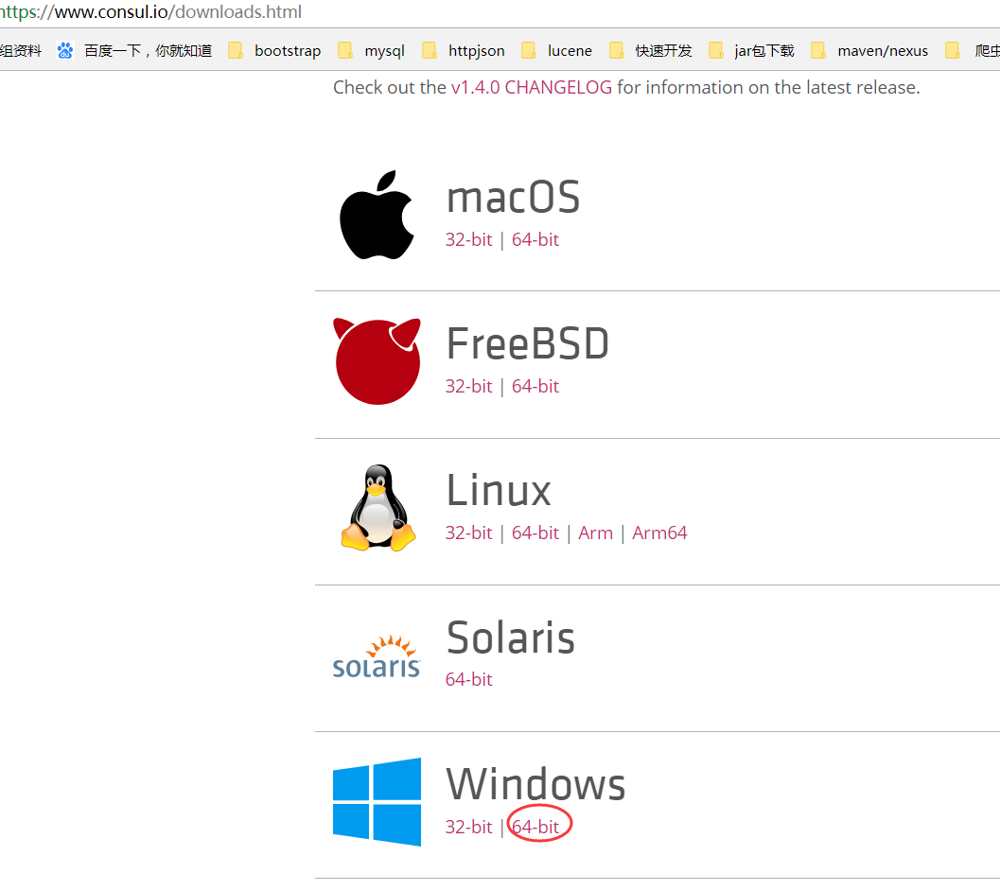 https://www.consul.io/downloads.html
组资料 百度一下，你就知道 bootstrap mysql httpjson lucene 快速开发 jar包下载 maven/nexus 爬虫
Check out the v1.4.0 CHANGELOG for information on the latest release.
macOS
32-bit | 64-bit
FreeBSD
32-bit | 64-bit
Linux
32-bit | 64-bit | Arm | Arm64
solaris
Solaris
64-bit
Windows
32-bit | 64-bit